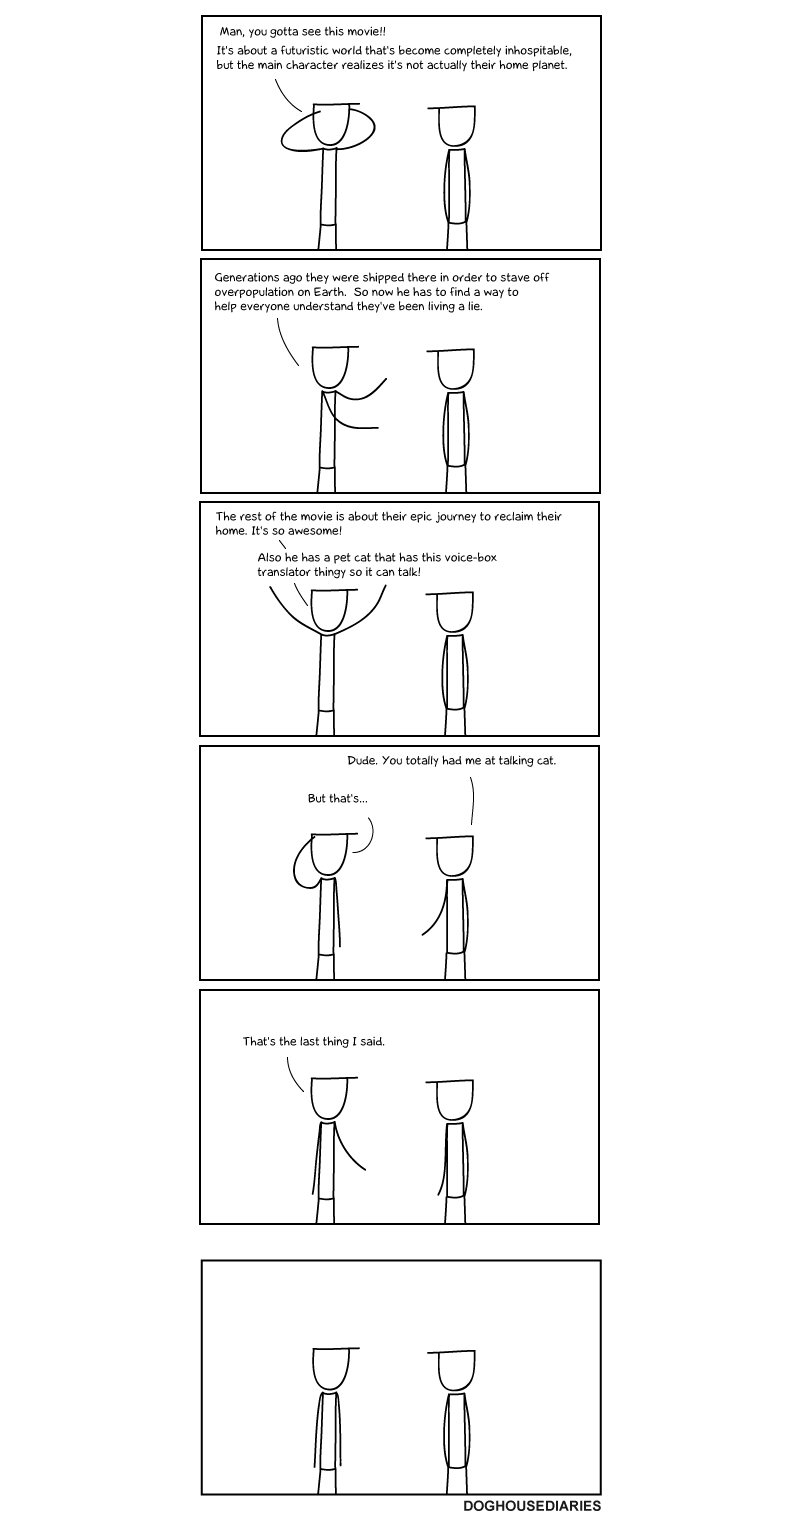 Man, you gotta see this movie!!
It's about a futuristic world that's become completely inhospitable,
but the main character realizes it's not actually their home planet.
Generations ago they were shipped there in order to stave off
overpopulation on Earth. So now he has to find a way to
help everyone understand they've been living a lie.
The rest of the movie is about their epic journey to reclaim their
home. It's so awesome!
Also he has a pet cat that has this voice-box
translator thingy so it can talk!
Dude. You totally had me at talking cat.
But that's...
That's the last thing I said.
DOGHOUSEDIARIES